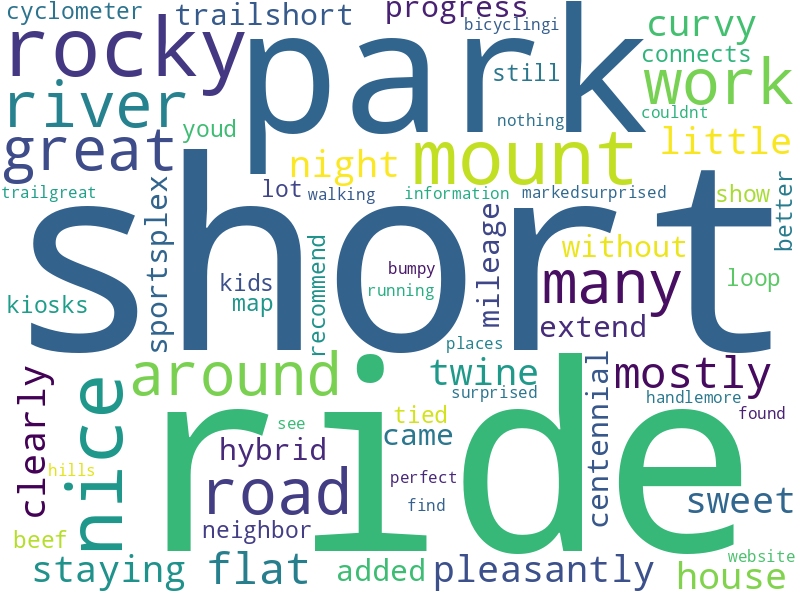 cyclometer
trailshort
progress
bicyclingi
curvy
rocky
park
connects
still
work
river
youd
nothing
couldnt
great
night
mount
little
trailgreat
lot
walking
information
markedsurprised
show
better
short
sportsplex
mileage
without
kiosks
kids
map
recommend
bumpy
running
many
loop
extend
places
around
twine
mostly
surprised
centennial
handlemore
clearly
nice
ride
see
tied
found
hills
hybrid
came
road
perfect
find
sweet
beef
neighbor
staying
flat
added
pleasantly
house
website